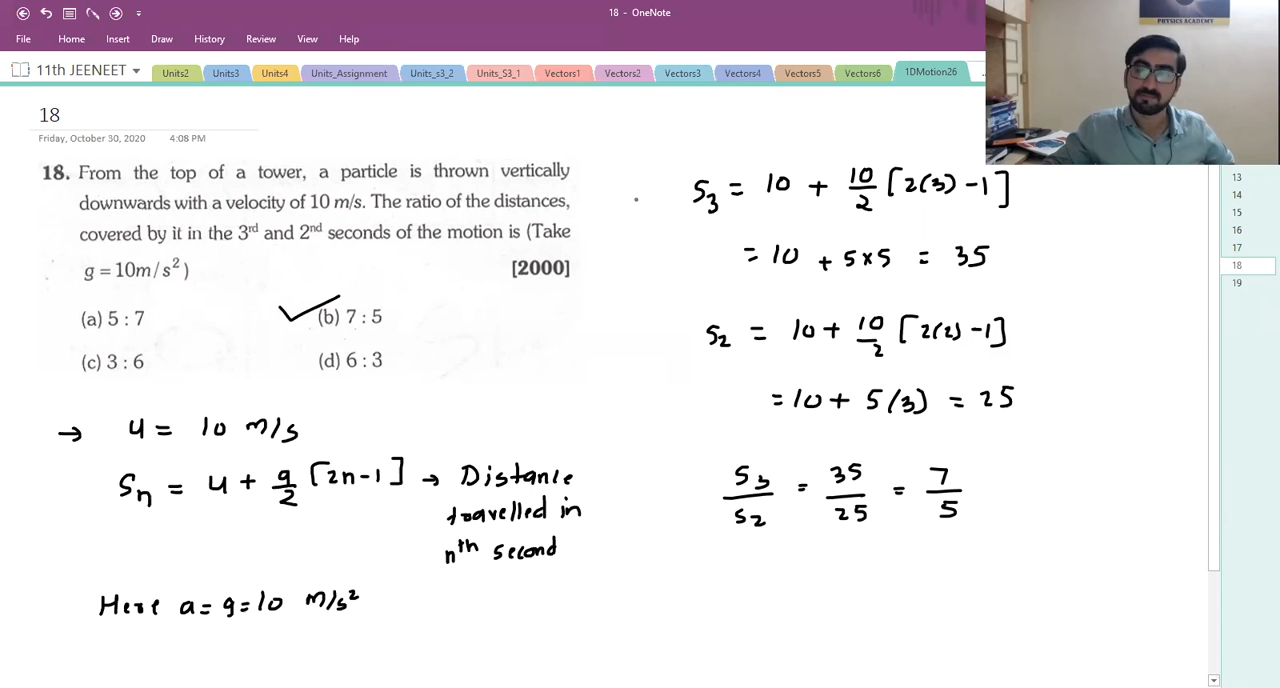 18 - OneNote
File Home Insert Draw History Review View Help
11th JEENEET
Units2 Units3 Units4 Units_Assignment Units_s3_2 Units_S3_1 Vectors1 Vectors2 Vectors3 Vectors4 Vectors5 Vectors6 1DMotion26
PHYSICS ACADEMY
18
Friday, October 30, 2020 4:08 PM
18. From the top of a tower, a particle is thrown vertically
downwards with a velocity of 10 m/s. The ratio of the distances,
covered by it in the 3rd and 2nd seconds of the motion is (Take
g = 10m/s²) [2000]
(a) 5 : 7 (b) 7 : 5
(c) 3 : 6 (d) 6 : 3
→ u = 10 m/s
Sn = u + g/2 [2n-1] → Distance
travelled in
nth second
Here a = g = 10 m/s²
S3 = 10 + 10/2 [2(3) -1]
= 10 + 5×5 = 35
S2 = 10 + 10/2 [2(2) -1]
= 10 + 5(3) = 25
S3/S2 = 35/25 = 7/5
13
14
15
16
17
18
19